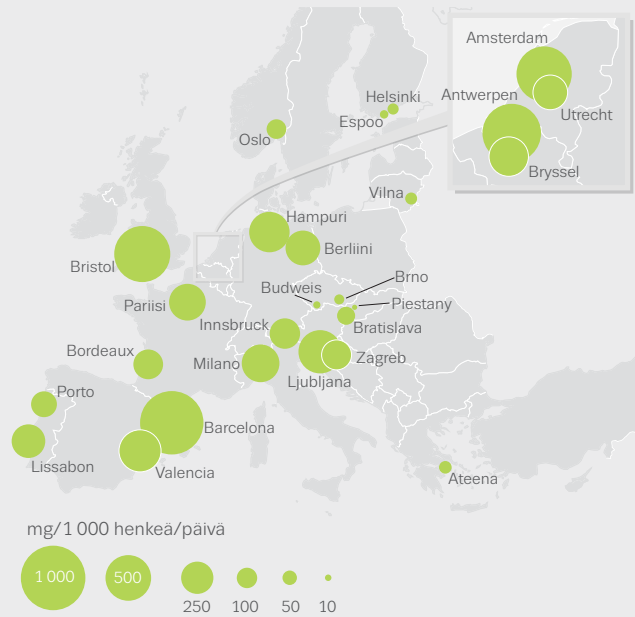 Amsterdam
Antwerpen
Utrecht
Bryssel
Helsinki
Espoo
Oslo
Vilna
Hampuri
Berliini
Bristol
Budweis
Brno
Pariisi
Piestany
Innsbruck
Bratislava
Bordeaux
Milano
Zagreb
Ljubljana
Porto
Barcelona
Lissabon
Valencia
Ateena
mg/1 000 henkeä/päivä
1 000
500
250
100
50
10